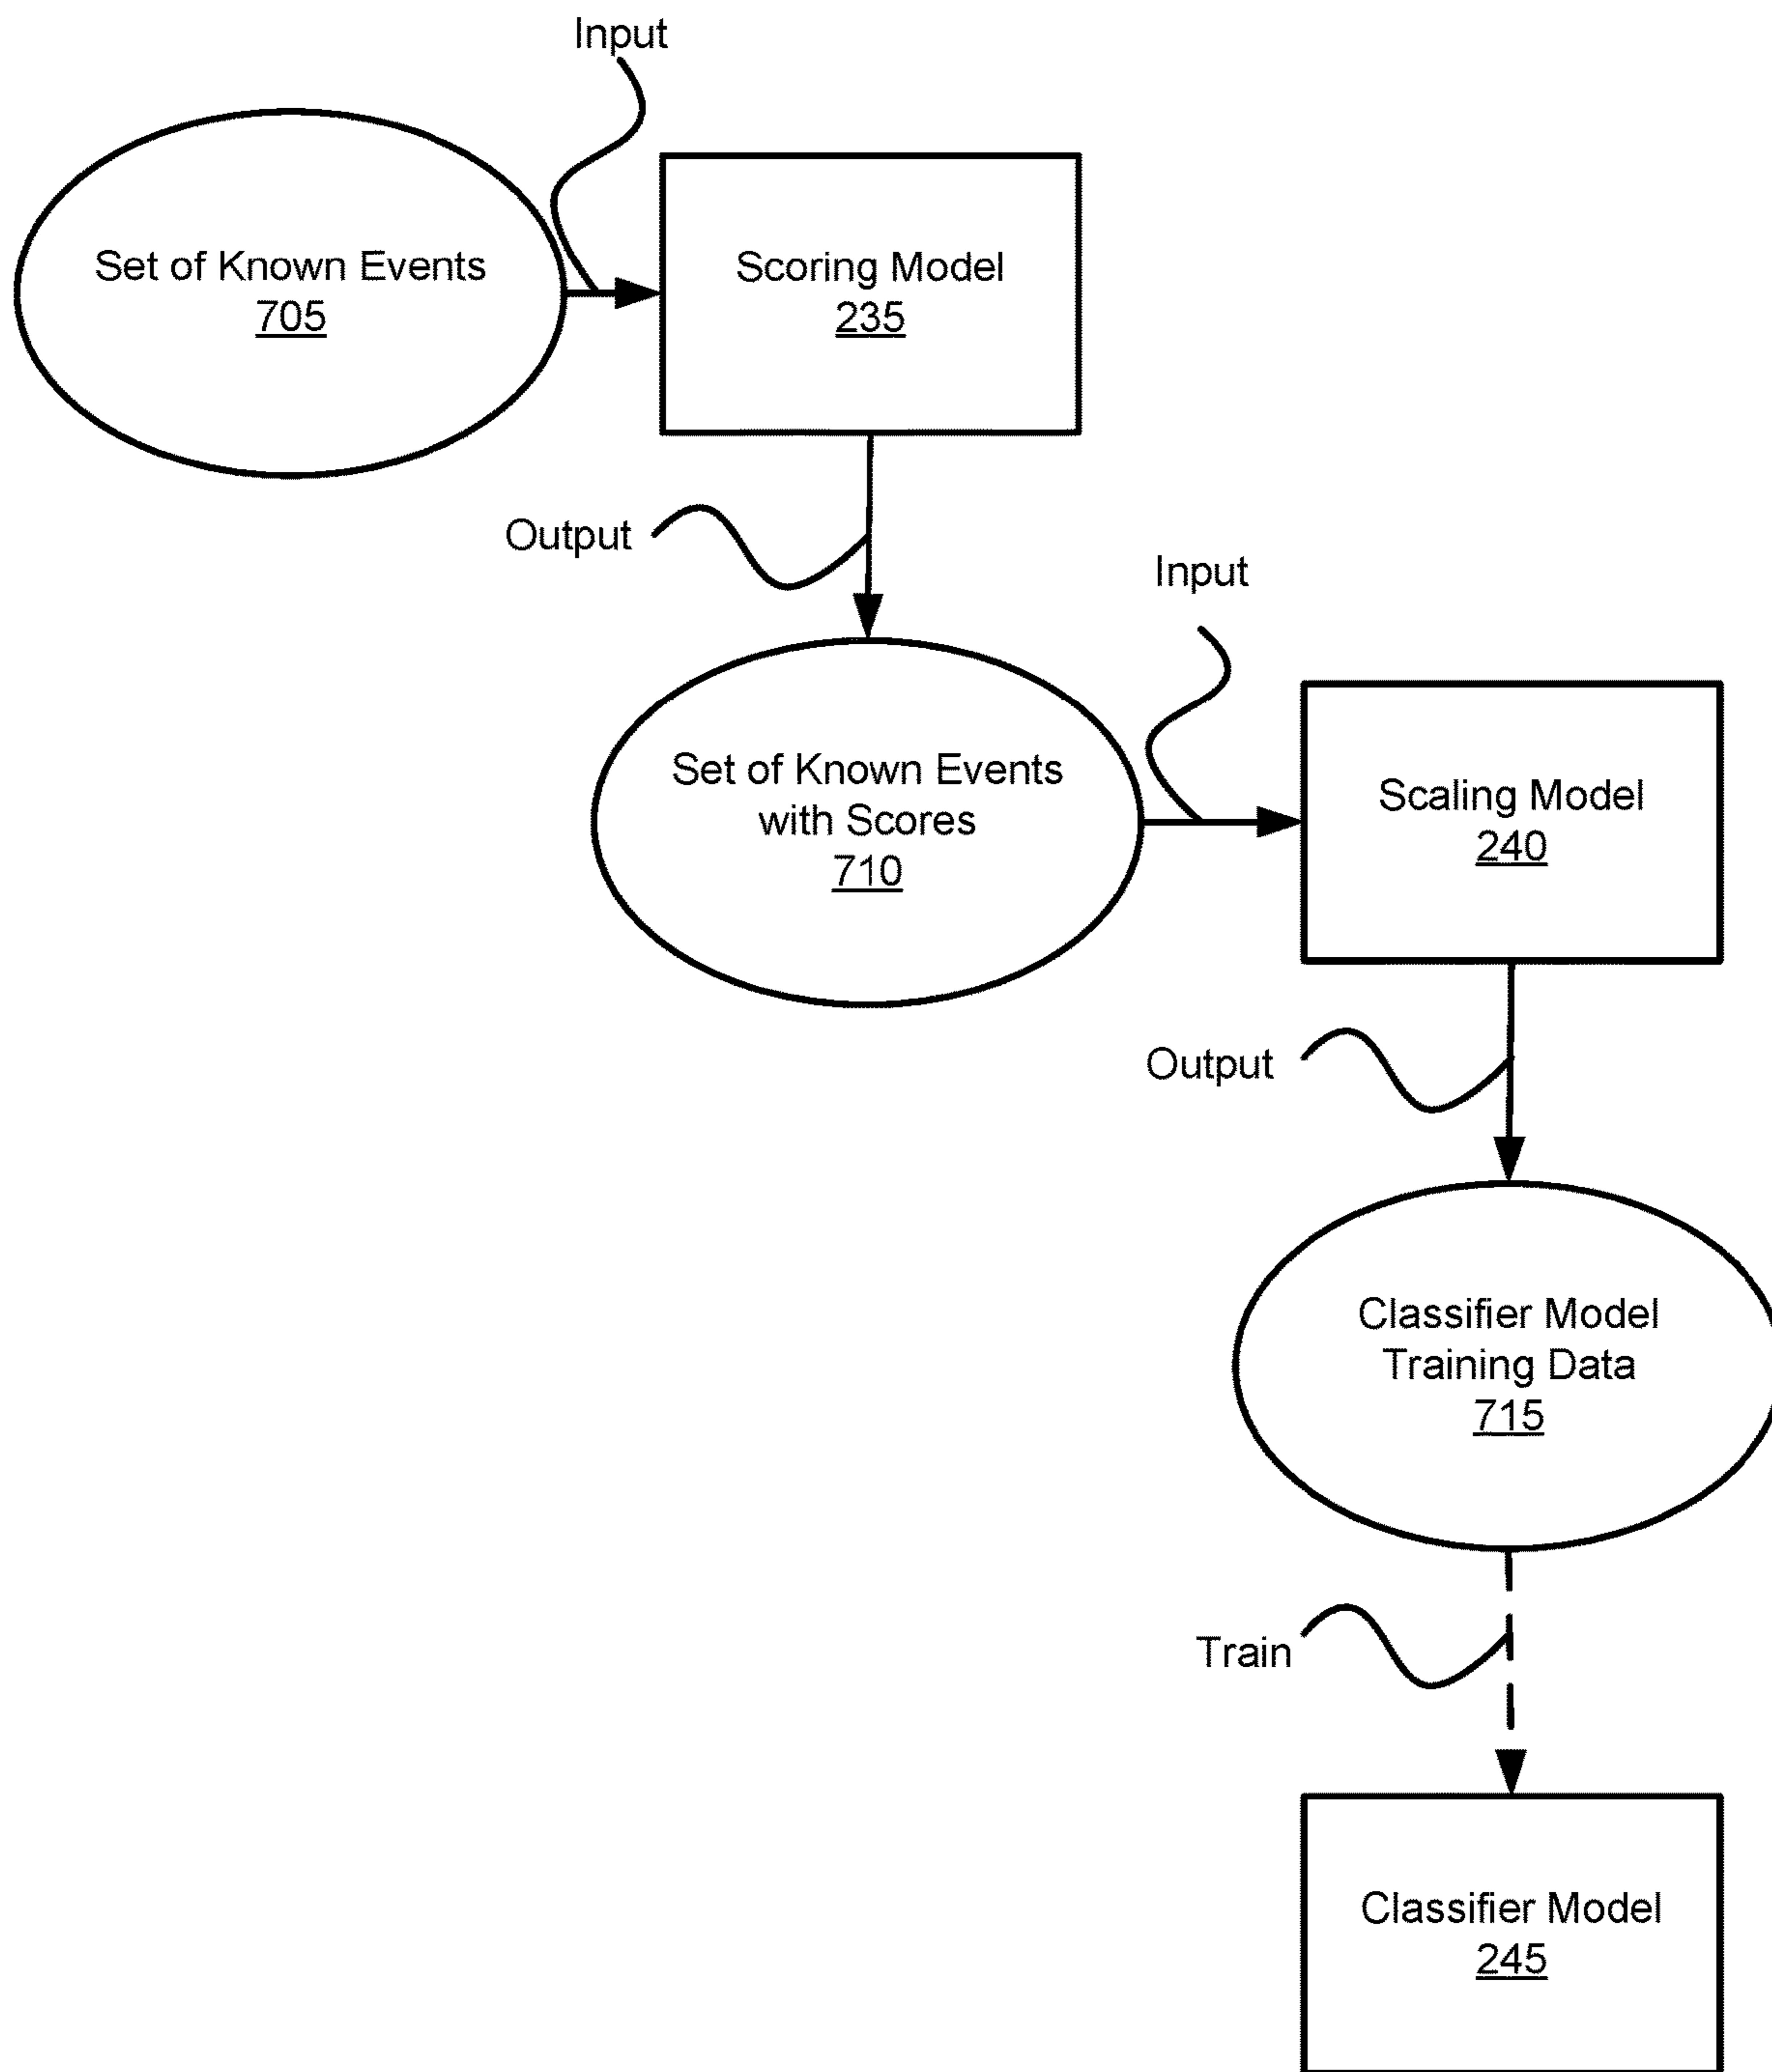 Input
Set of Known Events
705
Scoring Model
235
Output
Input
Set of Known Events
with Scores
710
Scaling Model
240
Output
Classifier Model
Training Data
715
Train
Classifier Model
245